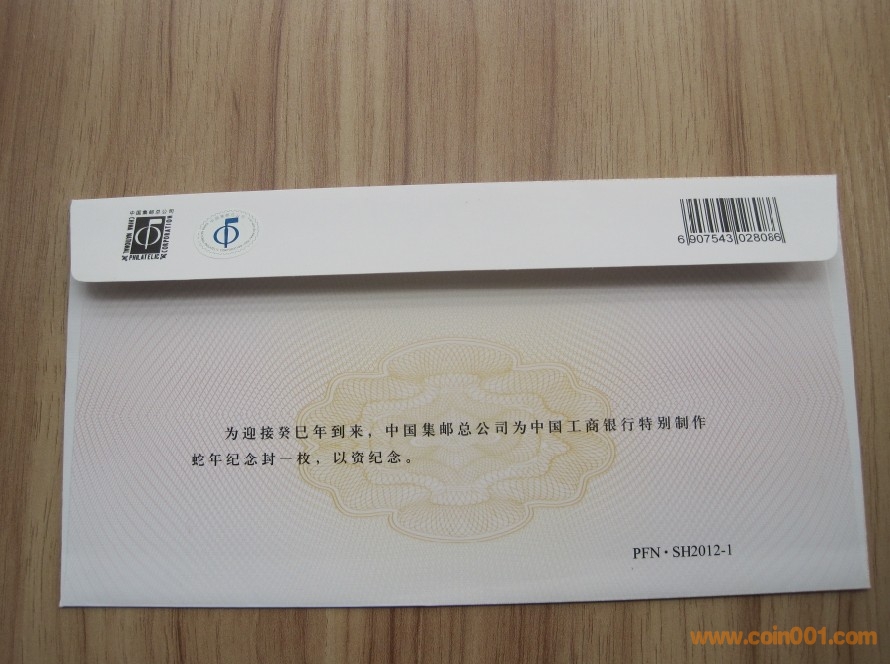 中国集邮总公司
CHINA NATIONAL
PHILATELIC
CORPORATION
6 907543 028086
为迎接癸巳年到来，中国集邮总公司为中国工商银行特别制作
蛇年纪念封一枚，以资纪念。
PFN·SH2012-1
www.coin001.com